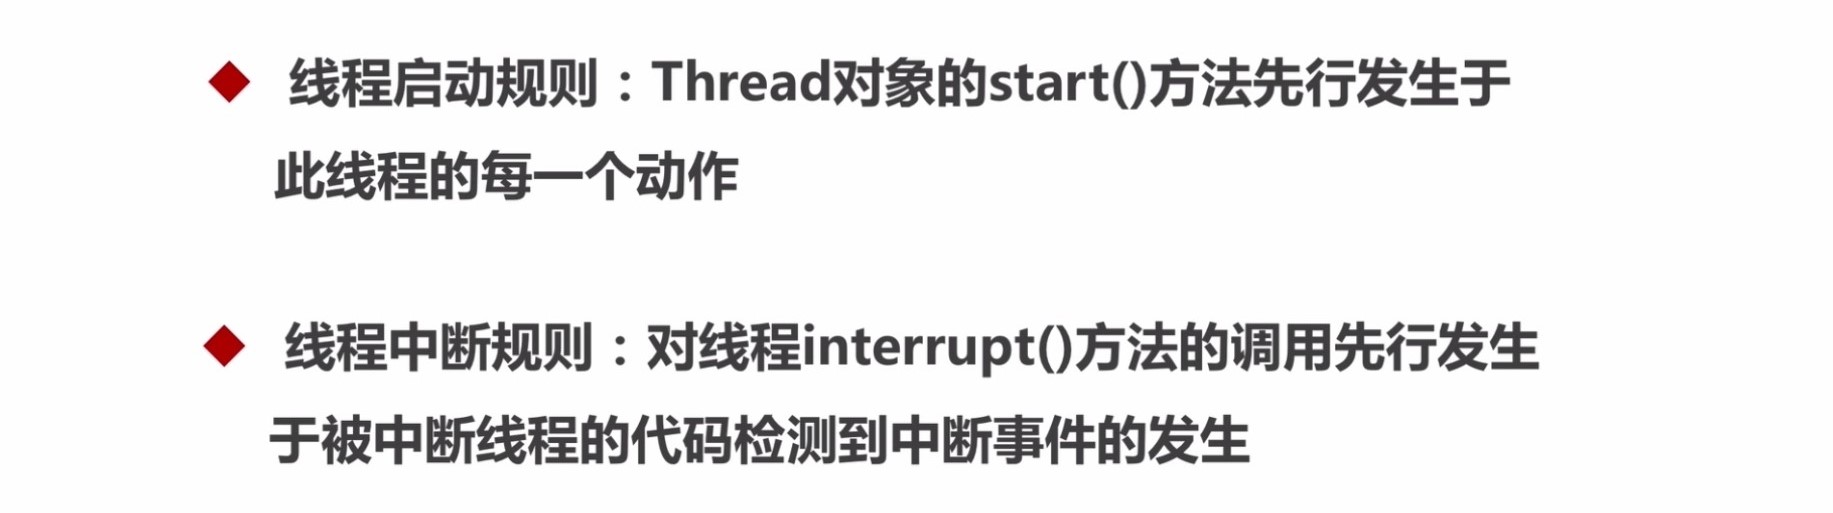 线程启动规则：Thread对象的start()方法先行发生于
此线程的每一个动作
线程中断规则：对线程interrupt()方法的调用先行发生
于被中断线程的代码检测到中断事件的发生